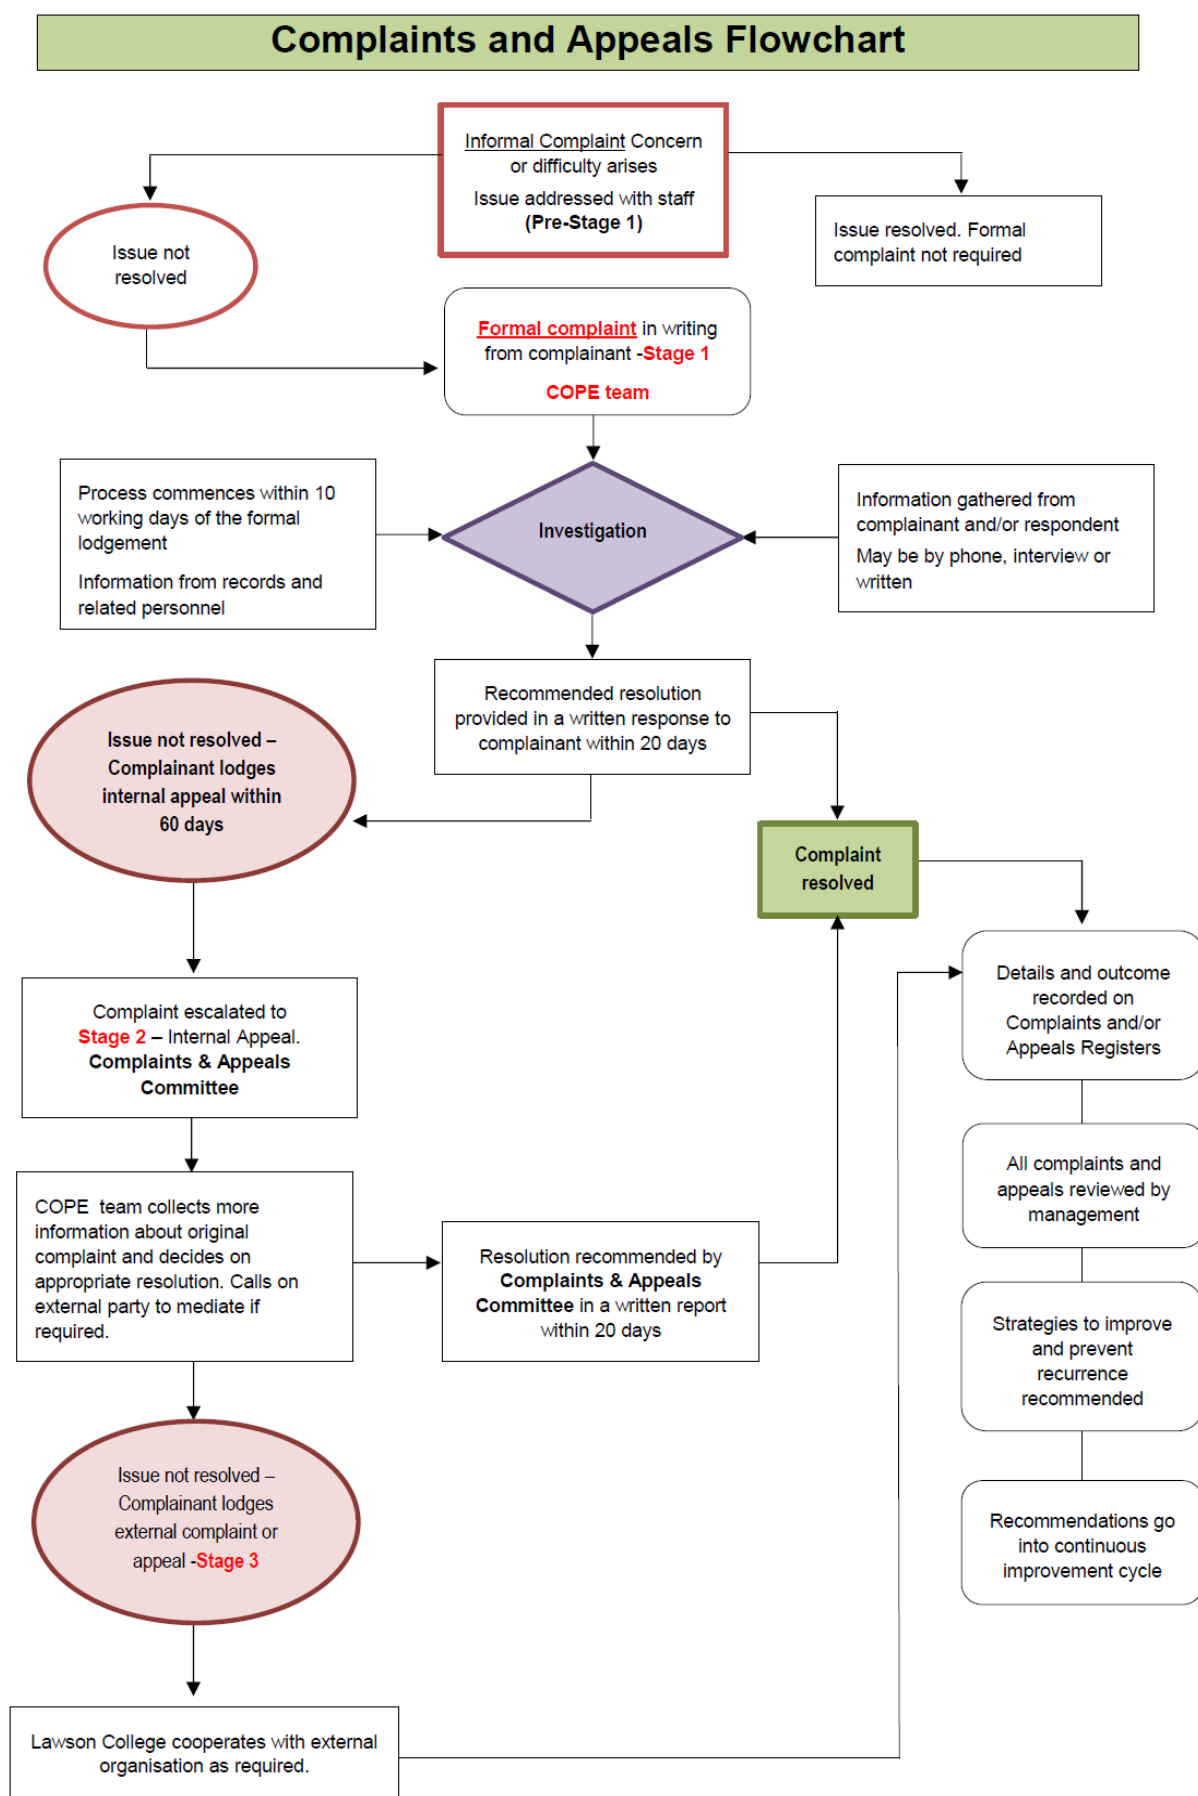 Complaints and Appeals Flowchart
Informal Complaint Concern
or difficulty arises
Issue addressed with staff
(Pre-Stage 1)
Issue not
resolved
Issue resolved. Formal
complaint not required
Formal complaint in writing
from complainant -Stage 1
COPE team
Process commences within 10
working days of the formal
lodgement
Information from records and
related personnel
Investigation
Information gathered from
complainant and/or respondent
May be by phone, interview or
written
Recommended resolution
provided in a written response to
complainant within 20 days
Issue not resolved –
Complainant lodges
internal appeal within
60 days
Complaint
resolved
Complaint escalated to
Stage 2 – Internal Appeal.
Complaints & Appeals
Committee
Details and outcome
recorded on
Complaints and/or
Appeals Registers
All complaints and
appeals reviewed by
management
COPE team collects more
information about original
complaint and decides on
appropriate resolution. Calls on
external party to mediate if
required.
Resolution recommended by
Complaints & Appeals
Committee in a written report
within 20 days
Strategies to improve
and prevent
recurrence
recommended
Issue not resolved –
Complainant lodges
external complaint or
appeal -Stage 3
Recommendations go
into continuous
improvement cycle
Lawson College cooperates with external
organisation as required.